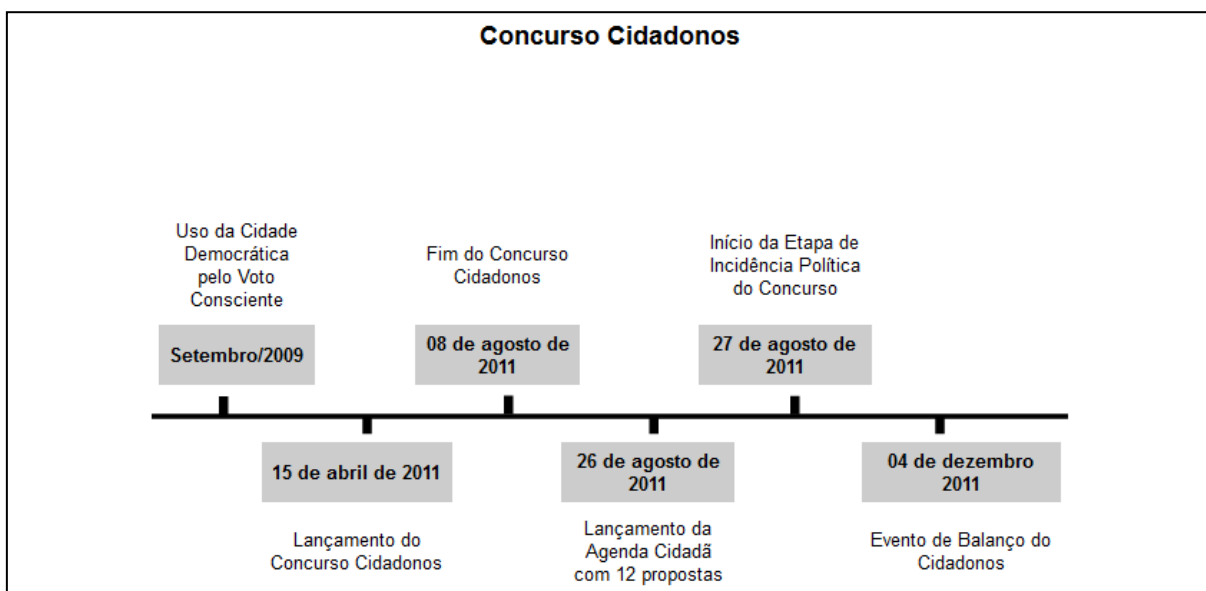 Concurso Cidadonos
Uso da Cidade
Democrática
pelo Voto
Consciente
Setembro/2009
15 de abril de 2011
Lançamento do
Concurso Cidadonos
Fim do Concurso
Cidadonos
08 de agosto de
2011
26 de agosto de
2011
Lançamento da
Agenda Cidadã
com 12 propostas
Início da Etapa de
Incidência Política
do Concurso
27 de agosto de
2011
04 de dezembro
2011
Evento de Balanço do
Cidadonos